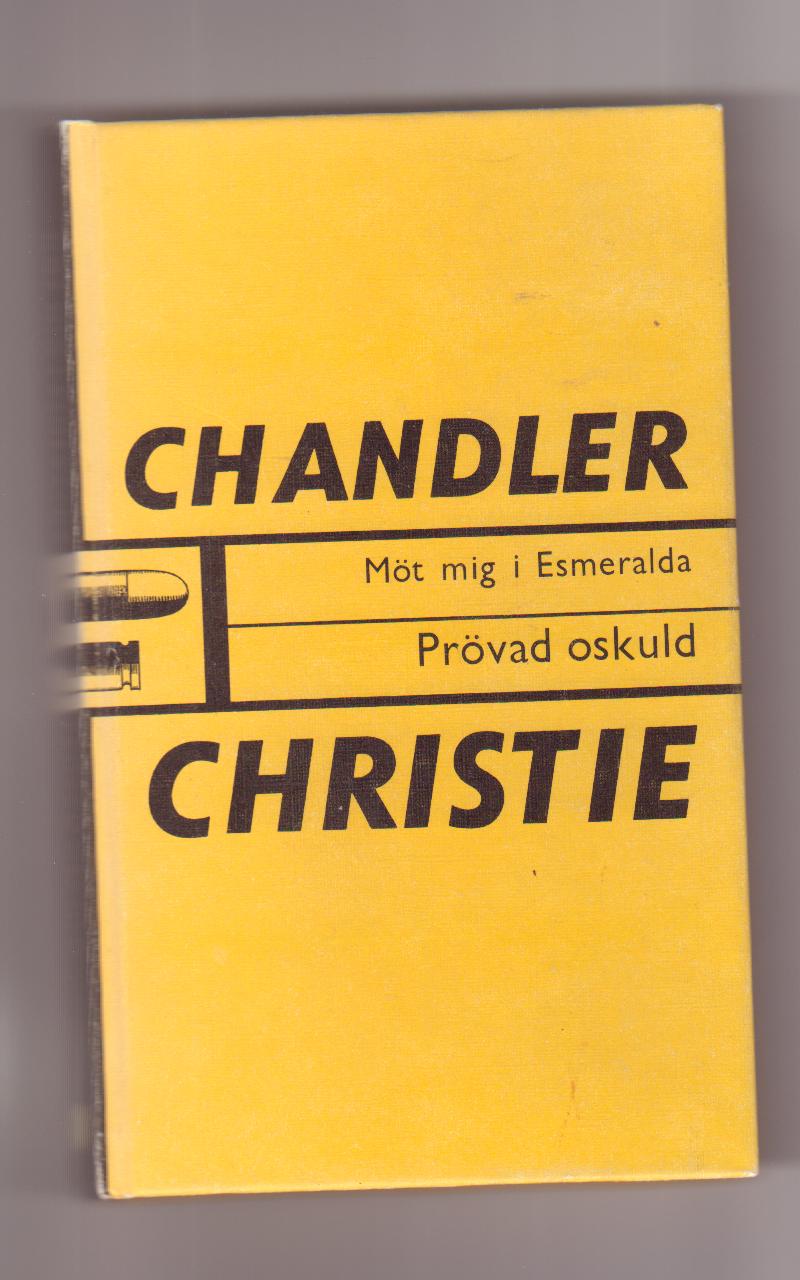 CHANDLER
Möt mig i Esmeralda
Prövad oskuld
CHRISTIE